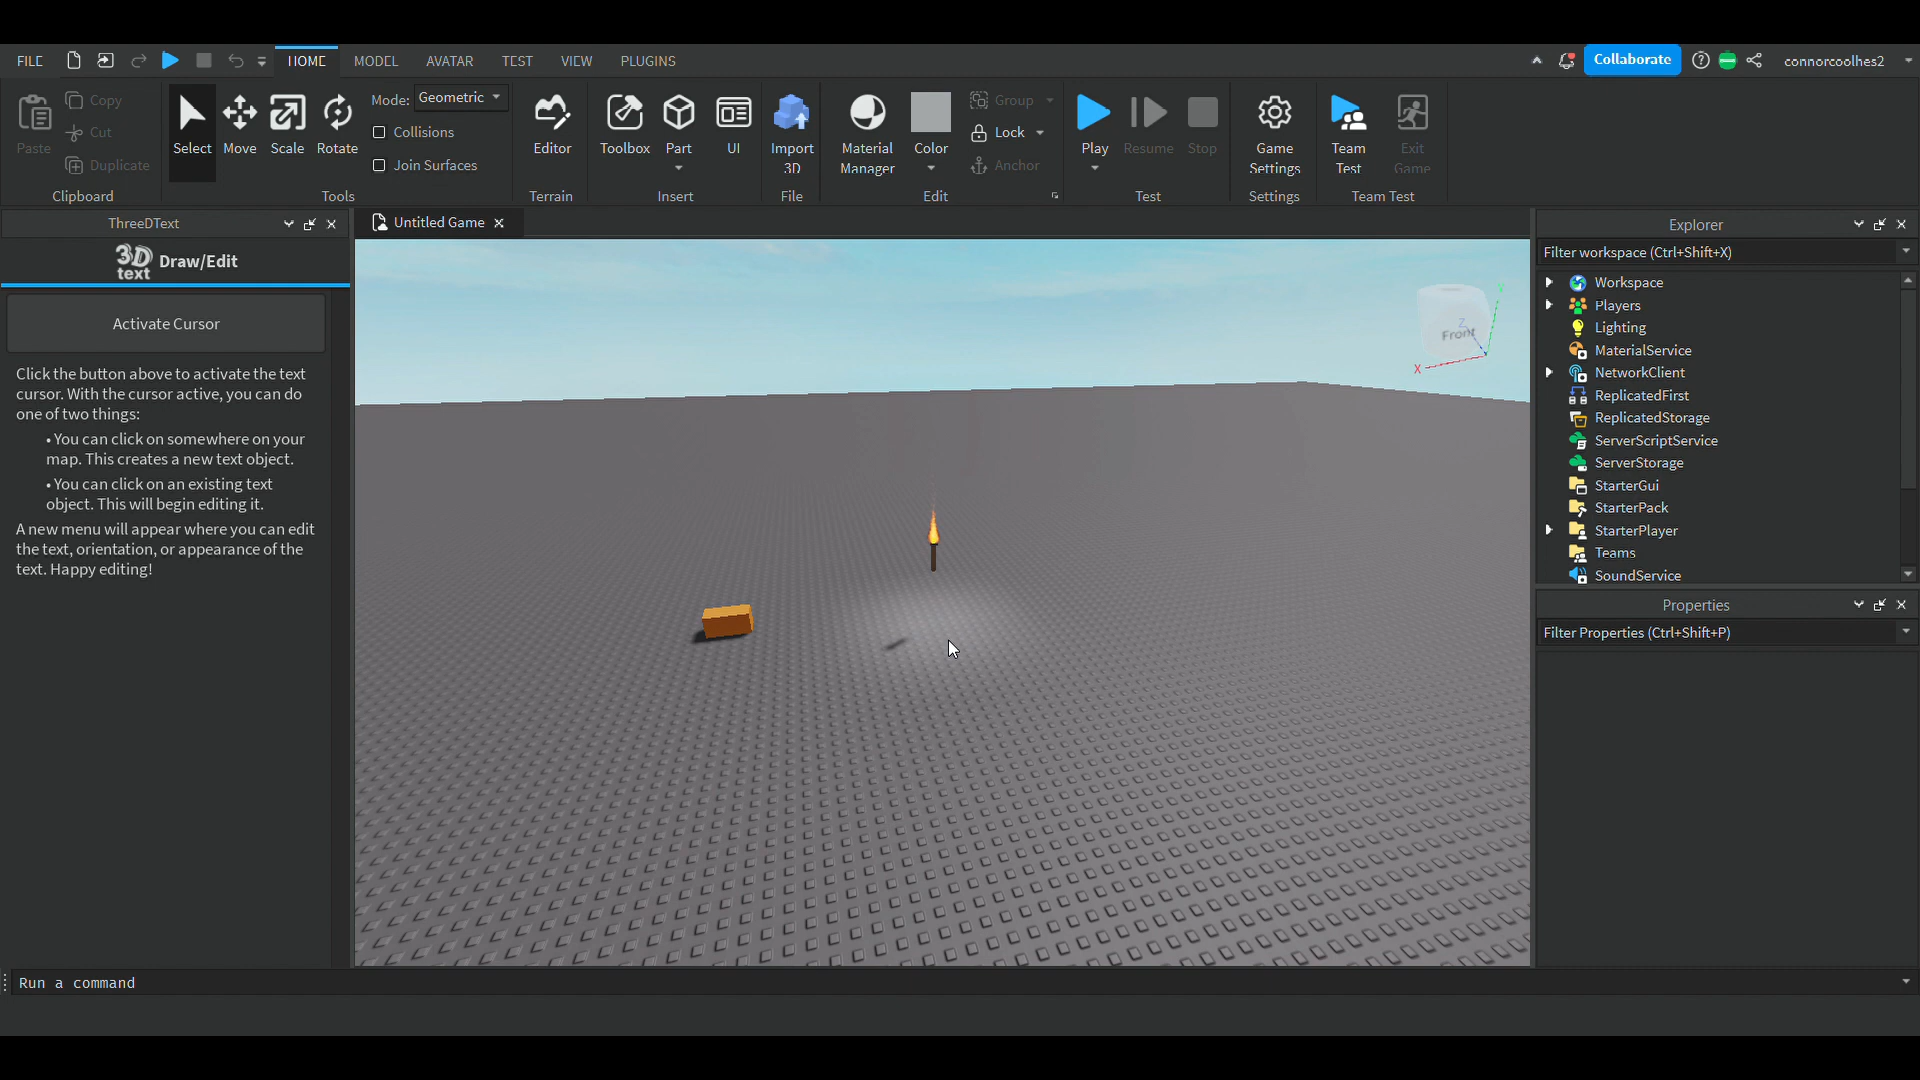 FILE HOME MODEL AVATAR TEST VIEW PLUGINS Collaborate connorcoolhes2
Paste Copy Cut Duplicate
Clipboard
Select Move Scale Rotate
Mode: Geometric
Collisions
Join Surfaces
Tools
Editor
Terrain
Toolbox Part UI
Insert
Import
3D
File
Material
Manager
Color
Group
Lock
Anchor
Edit
Play Resume Stop
Test
Game
Settings
Settings
Team
Test
Exit
Game
Team Test
ThreeDText
3D
text
Draw/Edit
Activate Cursor
Click the button above to activate the text
cursor. With the cursor active, you can do
one of two things:
• You can click on somewhere on your
map. This creates a new text object.
• You can click on an existing text
object. This will begin editing it.
A new menu will appear where you can edit
the text, orientation, or appearance of the
text. Happy editing!
Untitled Game
Front
X
Y
Z
Explorer
Filter workspace (Ctrl+Shift+X)
Workspace
Players
Lighting
MaterialService
NetworkClient
ReplicatedFirst
ReplicatedStorage
ServerScriptService
ServerStorage
StarterGui
StarterPack
StarterPlayer
Teams
SoundService
Properties
Filter Properties (Ctrl+Shift+P)
Run a command